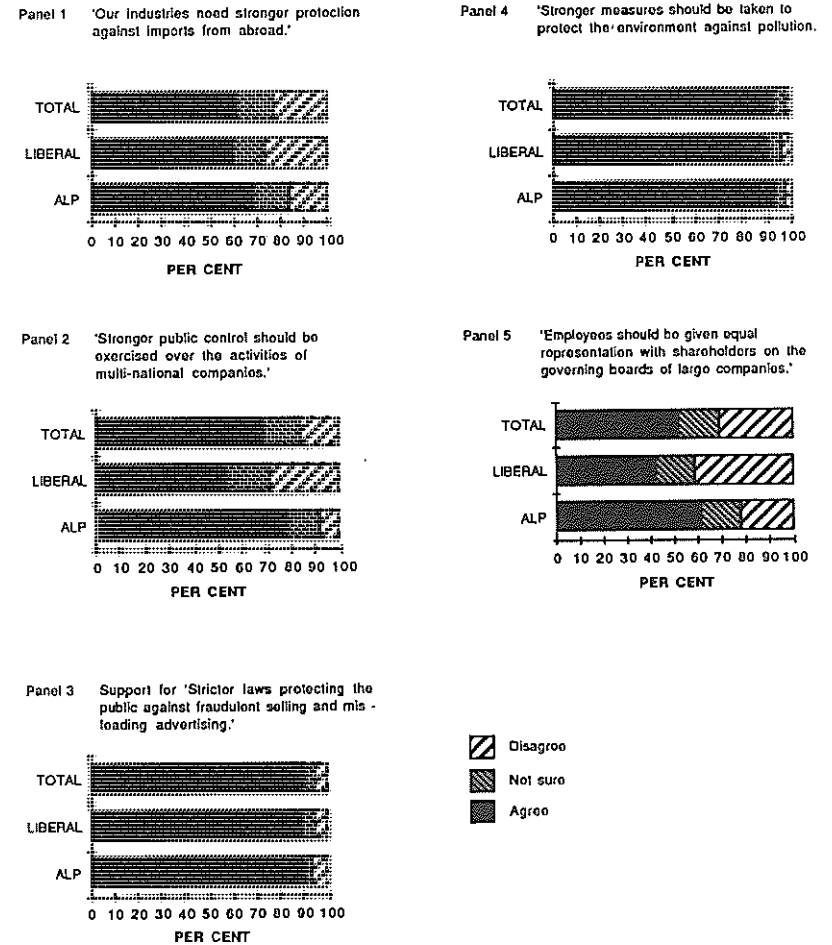 Panel 1 'Our industries need stronger protection
against imports from abroad.'
TOTAL
LIBERAL
ALP
0 10 20 30 40 50 60 70 80 90 100
PER CENT
Panel 2 'Stronger public control should be
exercised over the activities of
multi-national companies.'
TOTAL
LIBERAL
ALP
0 10 20 30 40 50 60 70 80 90 100
PER CENT
Panel 3 Support for 'Stricter laws protecting the
public against fraudulent selling and mis -
leading advertising.'
TOTAL
LIBERAL
ALP
0 10 20 30 40 50 60 70 80 90 100
PER CENT
Panel 4 'Stronger measures should be taken to
protect the environment against pollution.
TOTAL
LIBERAL
ALP
0 10 20 30 40 50 60 70 80 90 100
PER CENT
Panel 5 'Employees should be given equal
representation with shareholders on the
governing boards of large companies.'
TOTAL
LIBERAL
ALP
0 10 20 30 40 50 60 70 80 90 100
PER CENT
Disagree
Not sure
Agree